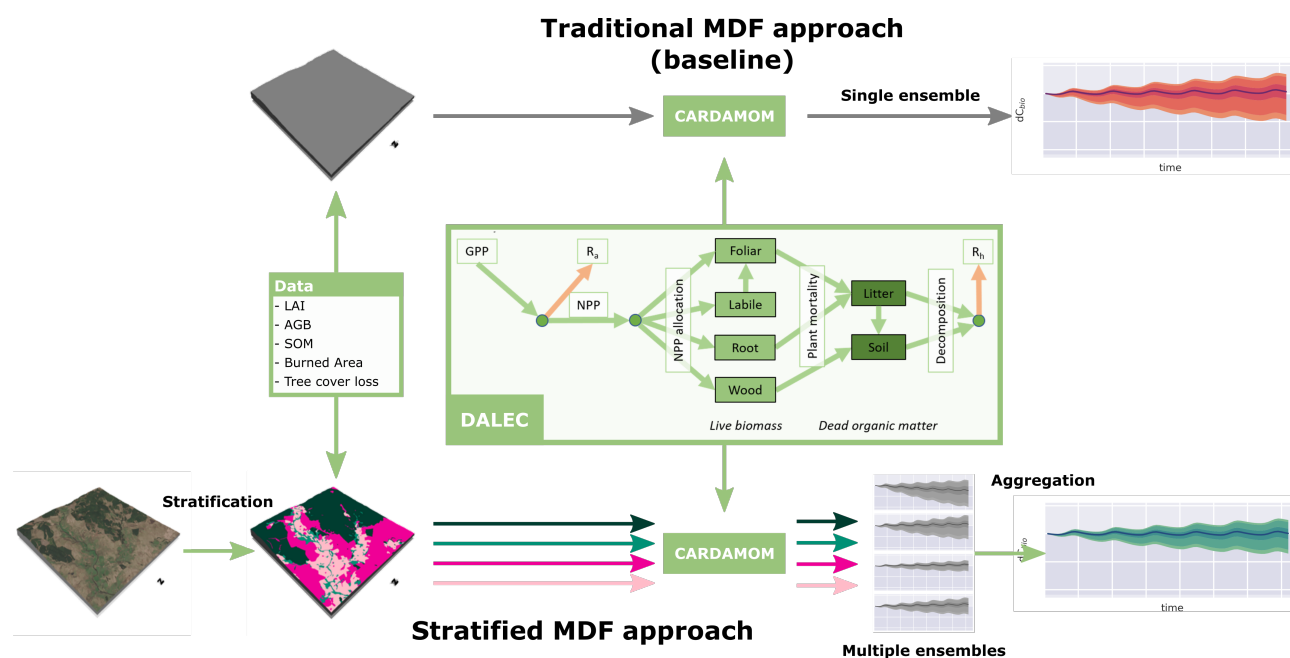 Traditional MDF approach
(baseline)
CARDAMOM
Single ensemble
dC_bio
time
Data
- LAI
- AGB
- SOM
- Burned Area
- Tree cover loss
GPP
R_a
NPP
NPP allocation
Foliar
Labile
Root
Wood
Plant mortality
Litter
Soil
Decomposition
R_h
DALEC
Live biomass
Dead organic matter
Stratification
CARDAMOM
Aggregation
time
Stratified MDF approach
Multiple ensembles